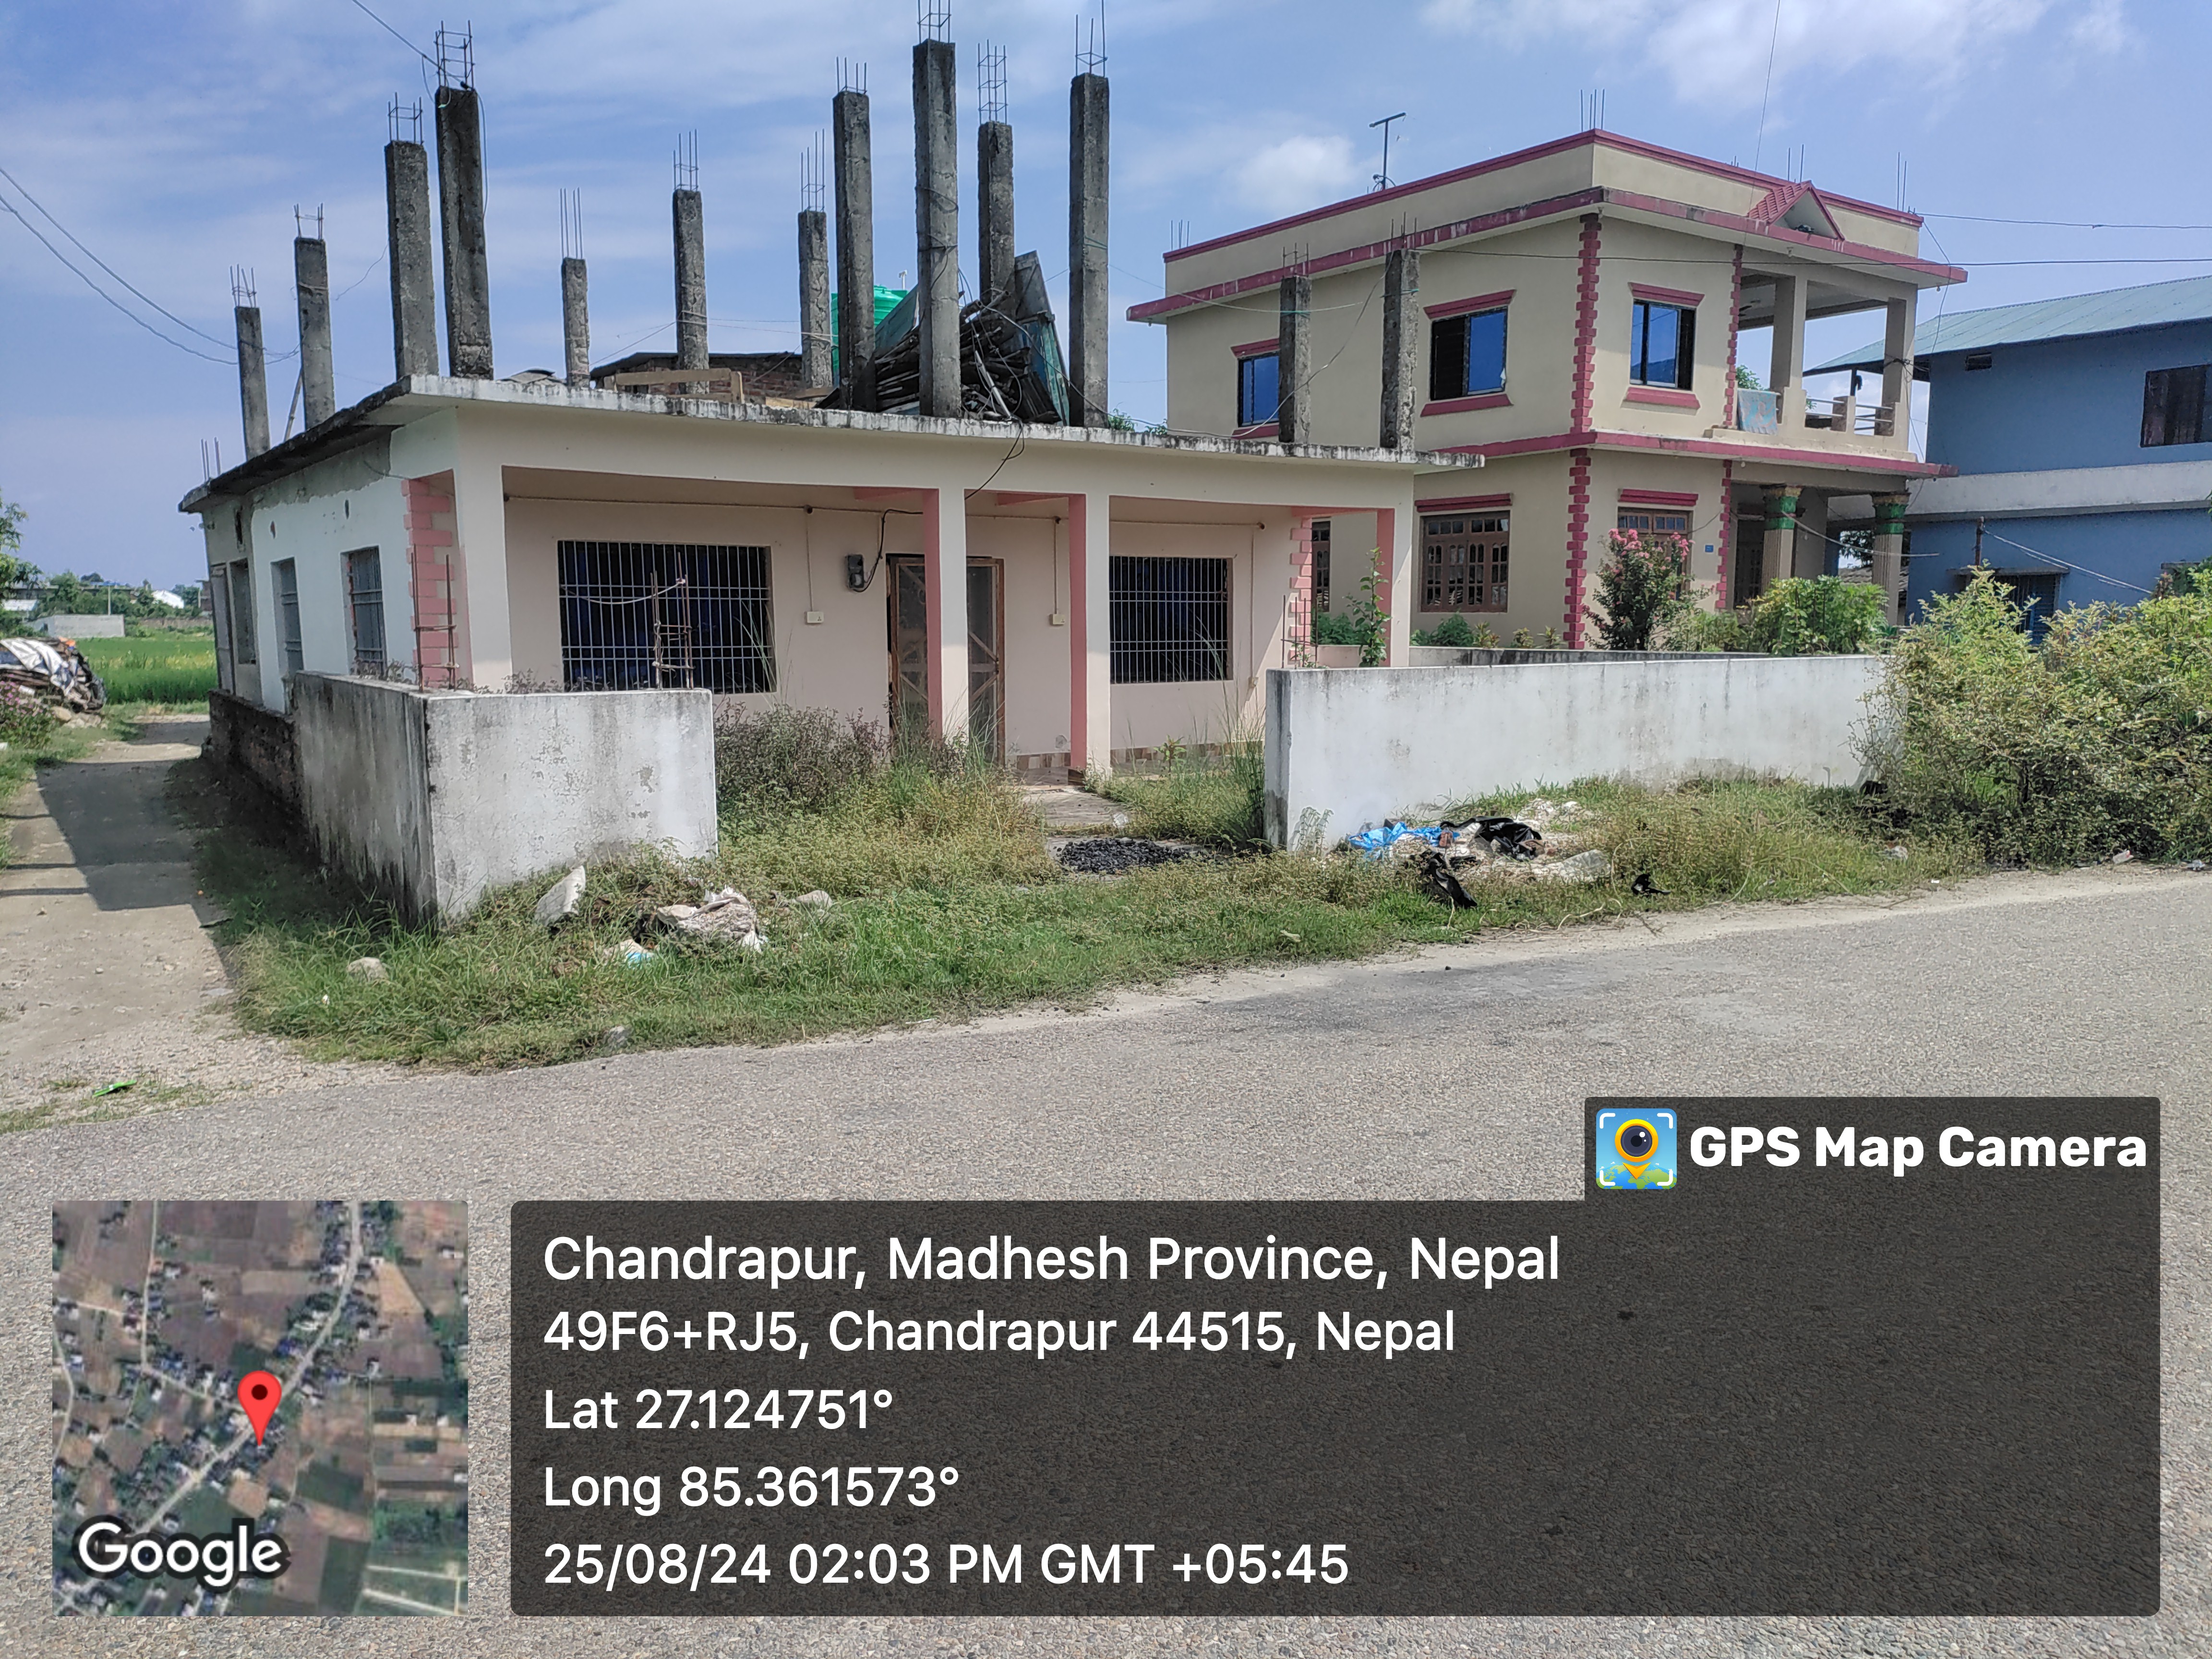 GPS Map Camera
Chandrapur, Madhesh Province, Nepal
49F6+RJ5, Chandrapur 44515, Nepal
Lat 27.124751°
Long 85.361573°
25/08/24 02:03 PM GMT +05:45
Google